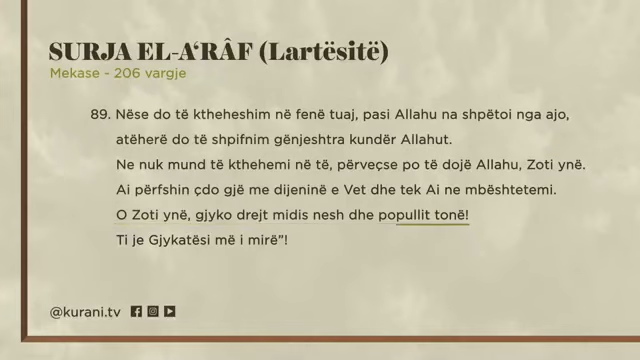 SURJA EL-A‘RÂF (Lartësitë)
Mekase - 206 vargje
89. Nëse do të ktheheshim në fenë tuaj, pasi Allahu na shpëtoi nga ajo,
atëherë do të shpifnim gënjeshtra kundër Allahut.
Ne nuk mund të kthehemi në të, përveçse po të dojë Allahu, Zoti ynë.
Ai përfshin çdo gjë me dijeninë e Vet dhe tek Ai ne mbështetemi.
O Zoti ynë, gjyko drejt midis nesh dhe popullit tonë!
Ti je Gjykatësi më i mirë”!
@kurani.tv